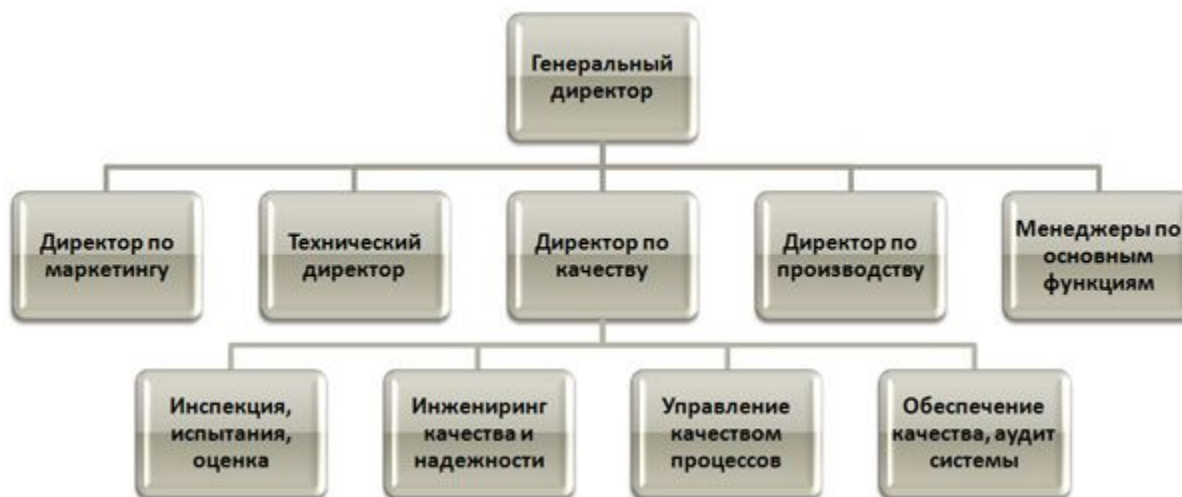 Генеральный
директор
Директор по
маркетингу
Технический
директор
Директор по
качеству
Директор по
производству
Менеджеры по
основным
функциям
Инспекция,
испытания,
оценка
Инжениринг
качества и
надежности
Управление
качеством
процессов
Обеспечение
качества, аудит
системы